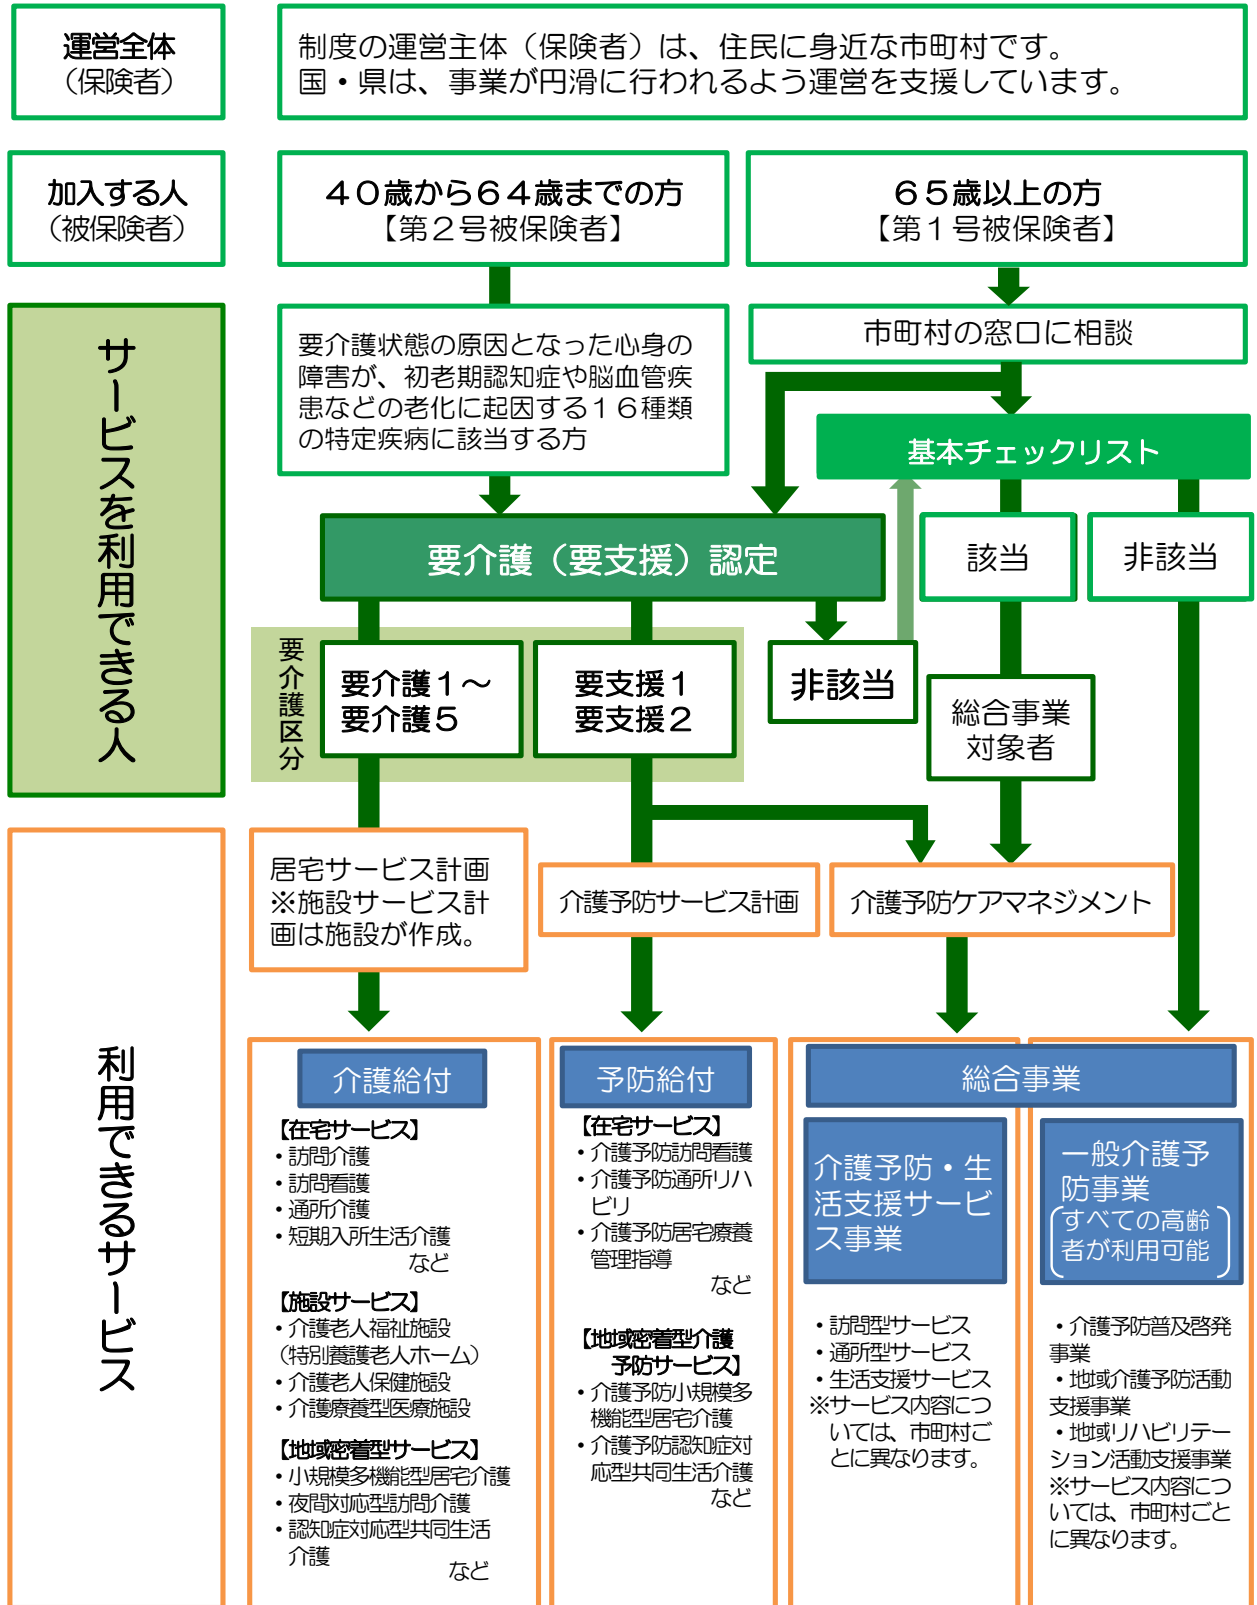 運営全体
（保険者）
制度の運営主体（保険者）は、住民に身近な市町村です。
国・県は、事業が円滑に行われるよう運営を支援しています。
加入する人
（被保険者）
４０歳から６４歳までの方
【第２号被保険者】
６５歳以上の方
【第１号被保険者】
サービスを利用できる人
要介護状態の原因となった心身の
障害が、初老期認知症や脳血管疾
患などの老化に起因する１６種類
の特定疾病に該当する方
市町村の窓口に相談
基本チェックリスト
要介護（要支援）認定
該当
非該当
要介護区分
要介護１～
要介護５
要支援１
要支援２
非該当
総合事業
対象者
利用できるサービス
居宅サービス計画
※施設サービス計
画は施設が作成。
介護予防サービス計画
介護予防ケアマネジメント
介護給付
【在宅サービス】
・訪問介護
・訪問看護
・通所介護
・短期入所生活介護
など
【施設サービス】
・介護老人福祉施設
（特別養護老人ホーム）
・介護老人保健施設
・介護療養型医療施設
【地域密着型サービス】
・小規模多機能型居宅介護
・夜間対応型訪問介護
・認知症対応型共同生活
介護
など
予防給付
【在宅サービス】
・介護予防訪問看護
・介護予防通所リハ
ビリ
・介護予防居宅療養
管理指導
など
【地域密着型介護
予防サービス】
・介護予防小規模多
機能型居宅介護
・介護予防認知症対
応型共同生活介護
など
総合事業
介護予防・生
活支援サービ
ス事業
・訪問型サービス
・通所型サービス
・生活支援サービス
※サービス内容につ
いては、市町村ご
とに異なります。
一般介護予
防事業
すべての高齢
者が利用可能
・介護予防普及啓発
事業
・地域介護予防活動
支援事業
・地域リハビリテー
ション活動支援事業
※サービス内容につ
いては、市町村ごと
に異なります。